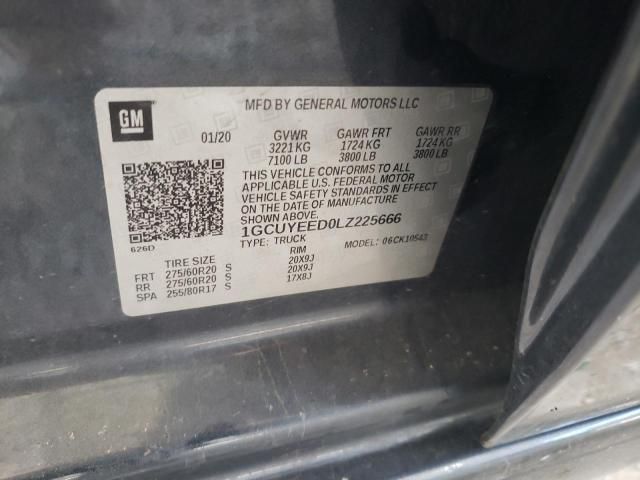 GM
MFD BY GENERAL MOTORS LLC
01/20 GVWR GAWR FRT GAWR RR
3221 KG 1724 KG 1724 KG
7100 LB 3800 LB 3800 LB
THIS VEHICLE CONFORMS TO ALL
APPLICABLE U.S. FEDERAL MOTOR
VEHICLE SAFETY STANDARDS IN EFFECT
ON THE DATE OF MANUFACTURE
SHOWN ABOVE.
1GCUYEED0LZ225666
626D TYPE: TRUCK MODEL: 06CK10543
TIRE SIZE RIM
FRT 275/60R20 S 20X9J
RR 275/60R20 S 20X9J
SPA 255/80R17 S 17X8J